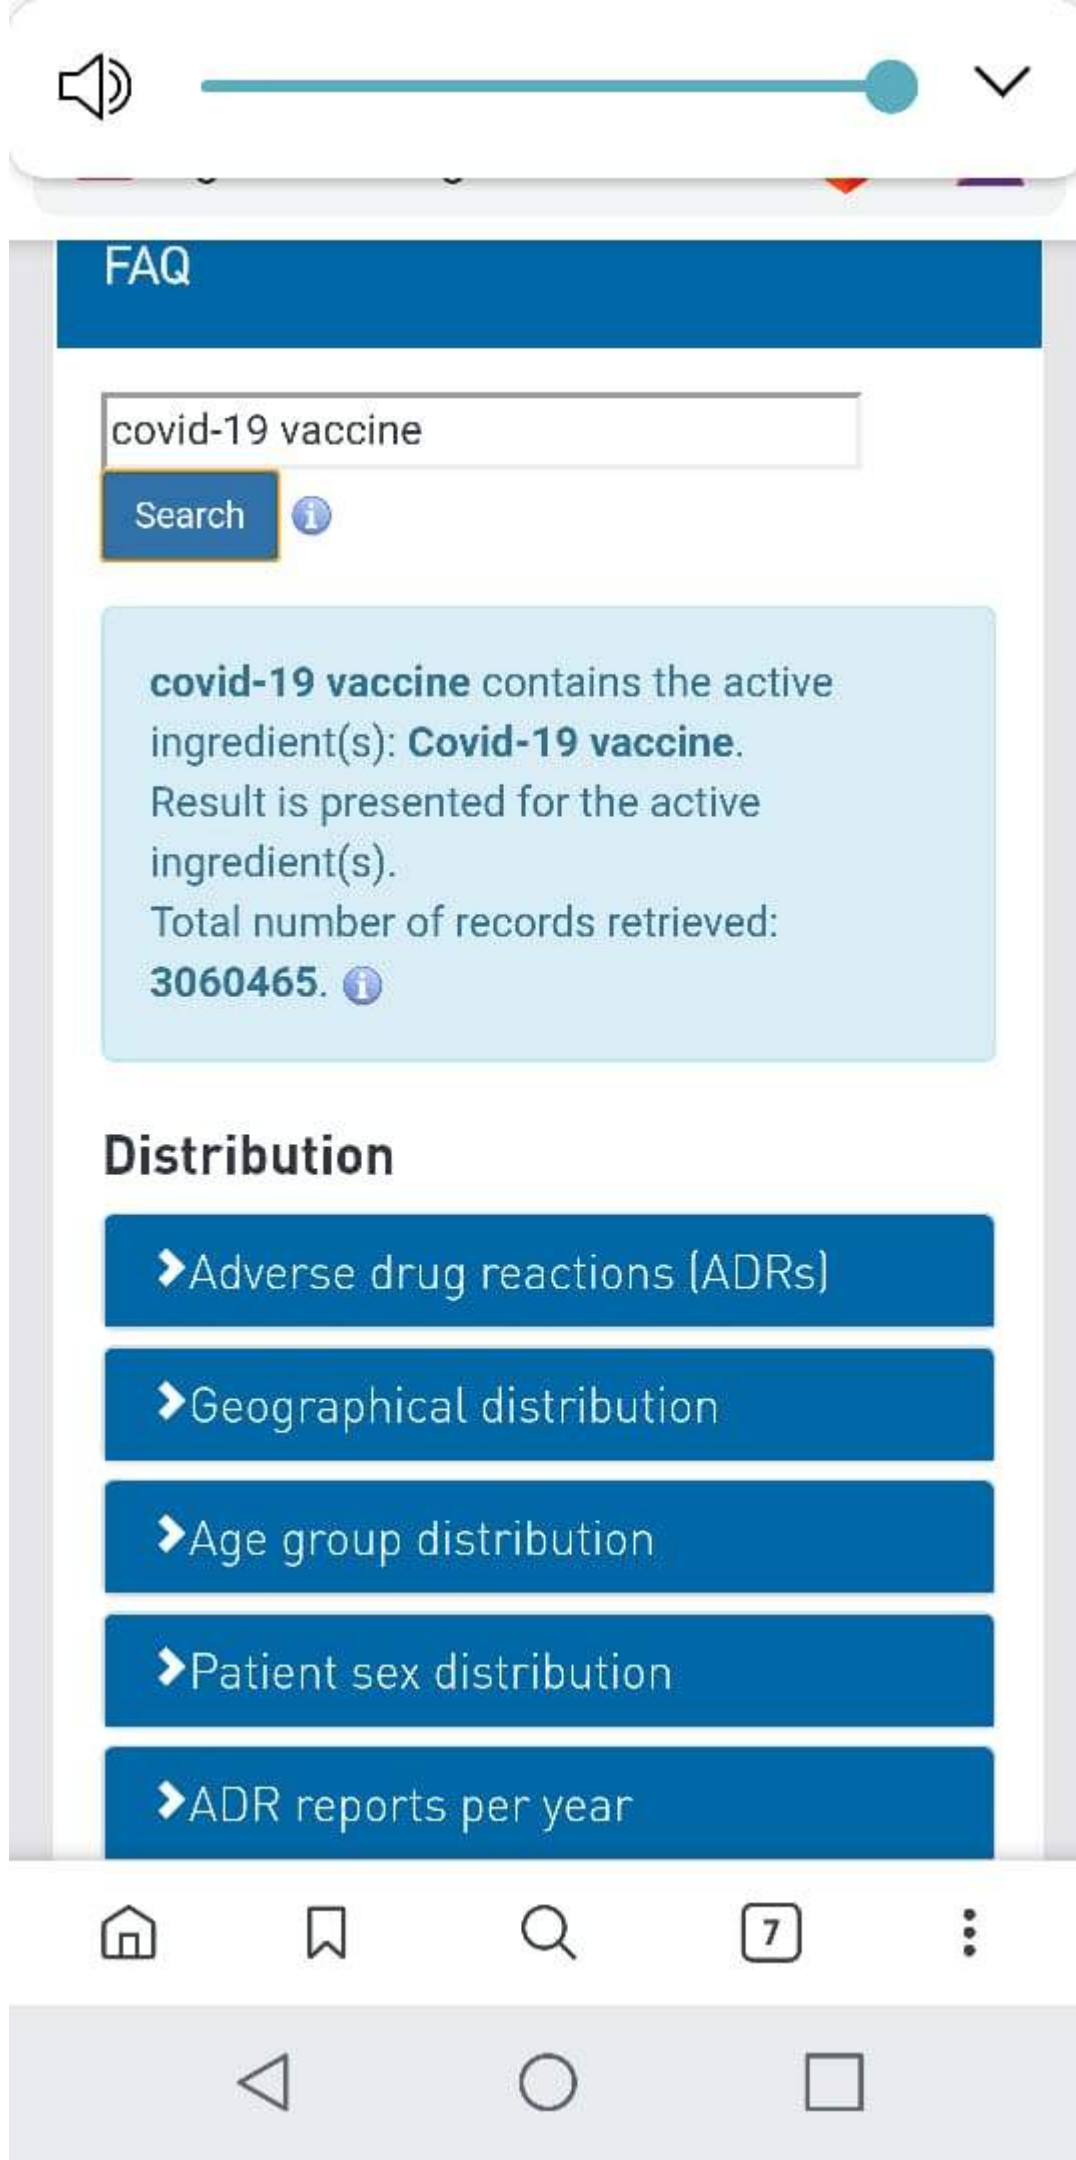 FAQ
covid-19 vaccine
Search
covid-19 vaccine contains the active
ingredient(s): Covid-19 vaccine.
Result is presented for the active
ingredient(s).
Total number of records retrieved:
3060465.
Distribution
Adverse drug reactions (ADRs)
Geographical distribution
Age group distribution
Patient sex distribution
ADR reports per year
7